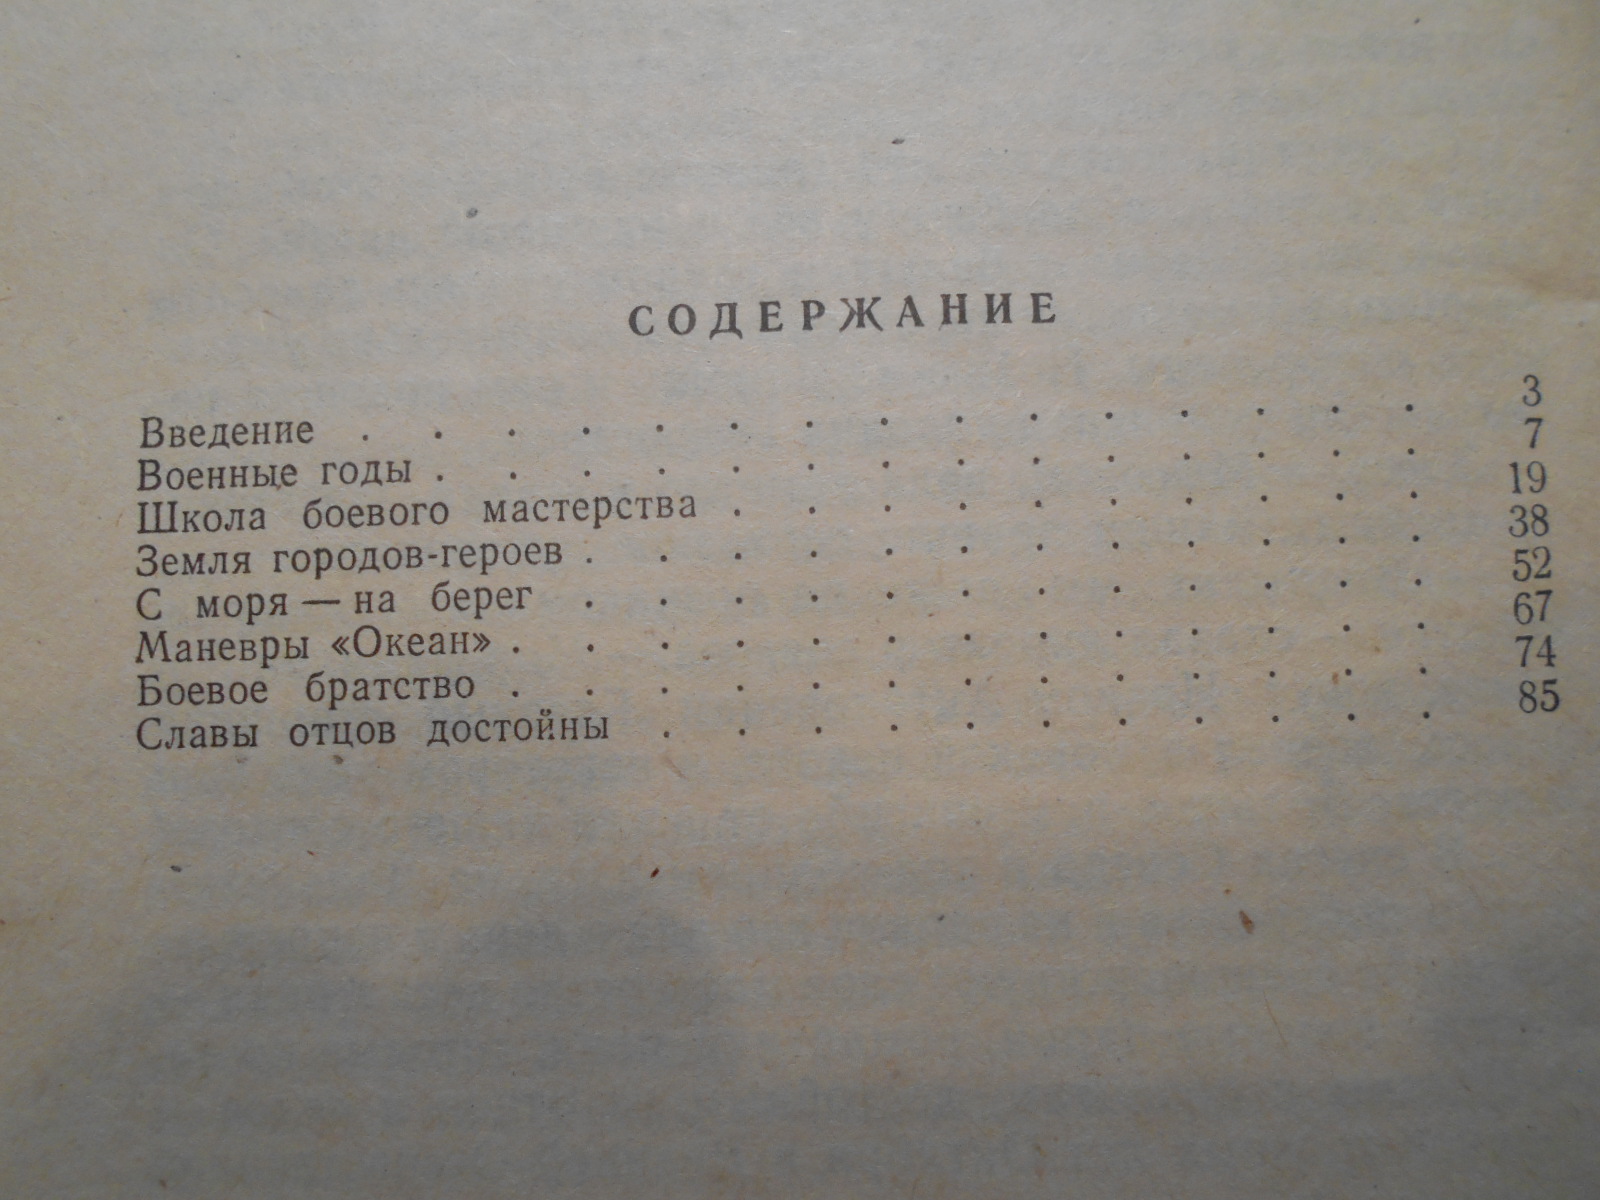 СОДЕРЖАНИЕ
Введение . . . . . . . . . . . . . . . 3
Военные годы . . . . . . . . . . . . . . 7
Школа боевого мастерства . . . . . . . . . . 19
Земля городов-героев . . . . . . . . . . . . 38
С моря — на берег . . . . . . . . . . . . 52
Маневры «Океан» . . . . . . . . . . . . . 67
Боевое братство . . . . . . . . . . . . . 74
Славы отцов достойны . . . . . . . . . . . 85